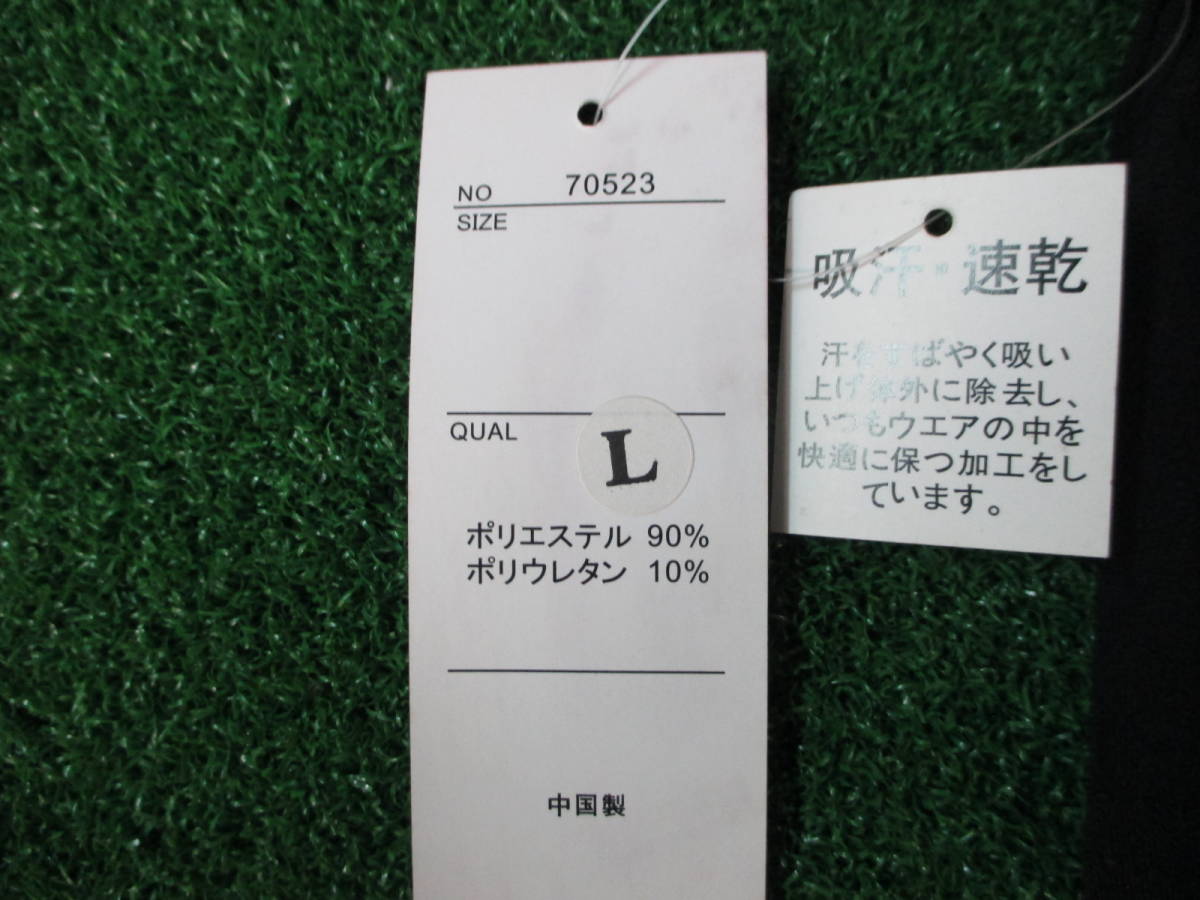 NO 70523
SIZE
QUAL
L
ポリエステル 90%
ポリウレタン 10%
中国製
吸汗・速乾
汗をすばやく吸い
上げ体外に除去し、
いつもウエアの中を
快適に保つ加工をし
ています。